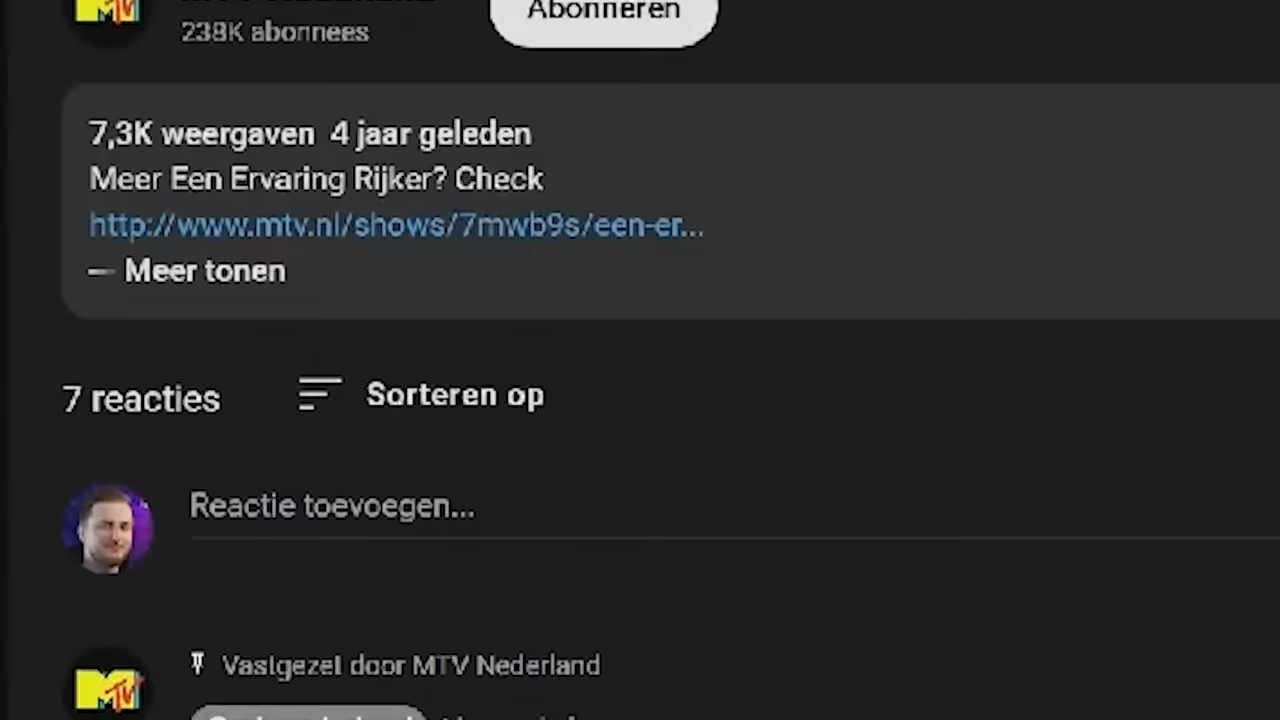 238K abonnees
Abonneren
7,3K weergaven 4 jaar geleden
Meer Een Ervaring Rijker? Check
http://www.mtv.nl/shows/7mwb9s/een-er...
— Meer tonen
7 reacties
Sorteren op
Reactie toevoegen...
MTV
Vastgezet door MTV Nederland